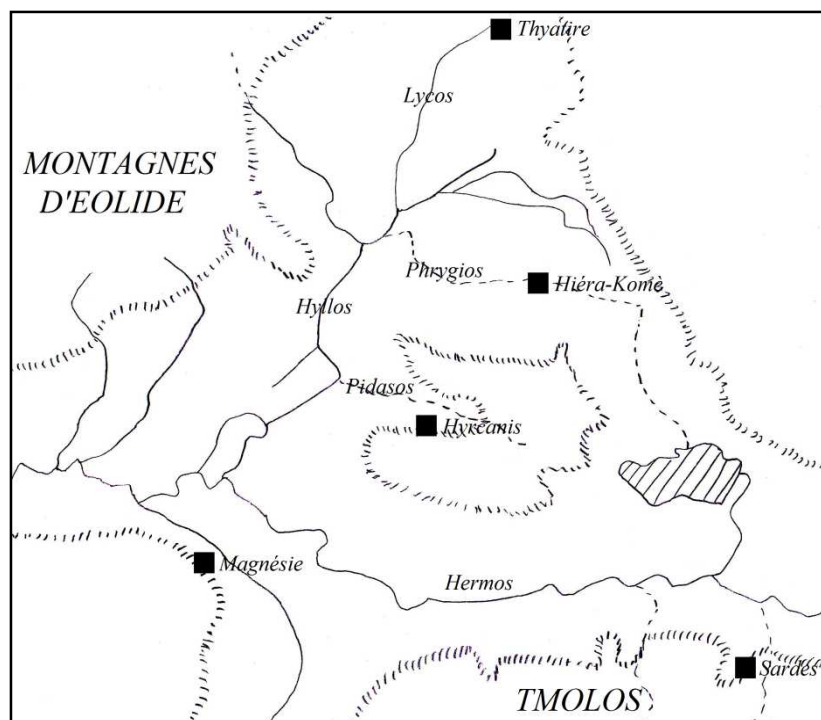 Thyatire
Lycos
MONTAGNES
D'EOLIDE
Phrygios
Hiéra-Komè
Hyllos
Pidasos
Hyrcanis
Magnésie
Hermos
Sardes
TMOLOS